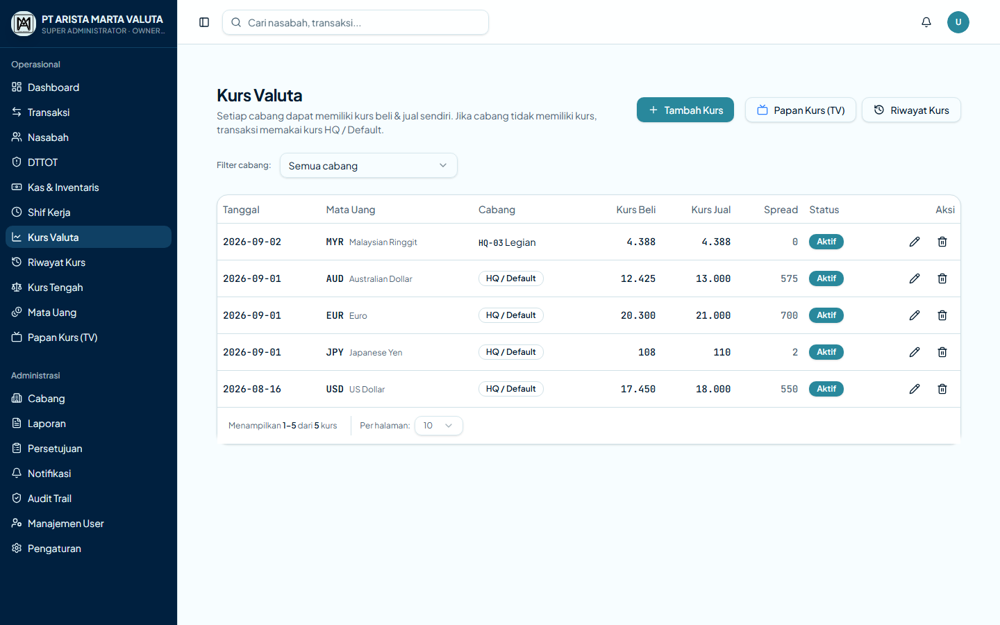 PT ARISTA MARTA VALUTA
SUPER ADMINISTRATOR · OWNER...
Cari nasabah, transaksi...
U
Operasional
Dashboard
Transaksi
Nasabah
DTTOT
Kas & Inventaris
Shif Kerja
Kurs Valuta
Riwayat Kurs
Kurs Tengah
Mata Uang
Papan Kurs (TV)
Administrasi
Cabang
Laporan
Persetujuan
Notifikasi
Audit Trail
Manajemen User
Pengaturan
Kurs Valuta
Setiap cabang dapat memiliki kurs beli & jual sendiri. Jika cabang tidak memiliki kurs,
transaksi memakai kurs HQ / Default.
Tambah Kurs
Papan Kurs (TV)
Riwayat Kurs
Filter cabang: Semua cabang
Tanggal Mata Uang Cabang Kurs Beli Kurs Jual Spread Status Aksi
2026-09-02 MYR Malaysian Ringgit HQ-03 Legian 4.388 4.388 0 Aktif
2026-09-01 AUD Australian Dollar HQ / Default 12.425 13.000 575 Aktif
2026-09-01 EUR Euro HQ / Default 20.300 21.000 700 Aktif
2026-09-01 JPY Japanese Yen HQ / Default 108 110 2 Aktif
2026-08-16 USD US Dollar HQ / Default 17.450 18.000 550 Aktif
Menampilkan 1–5 dari 5 kurs Per halaman: 10